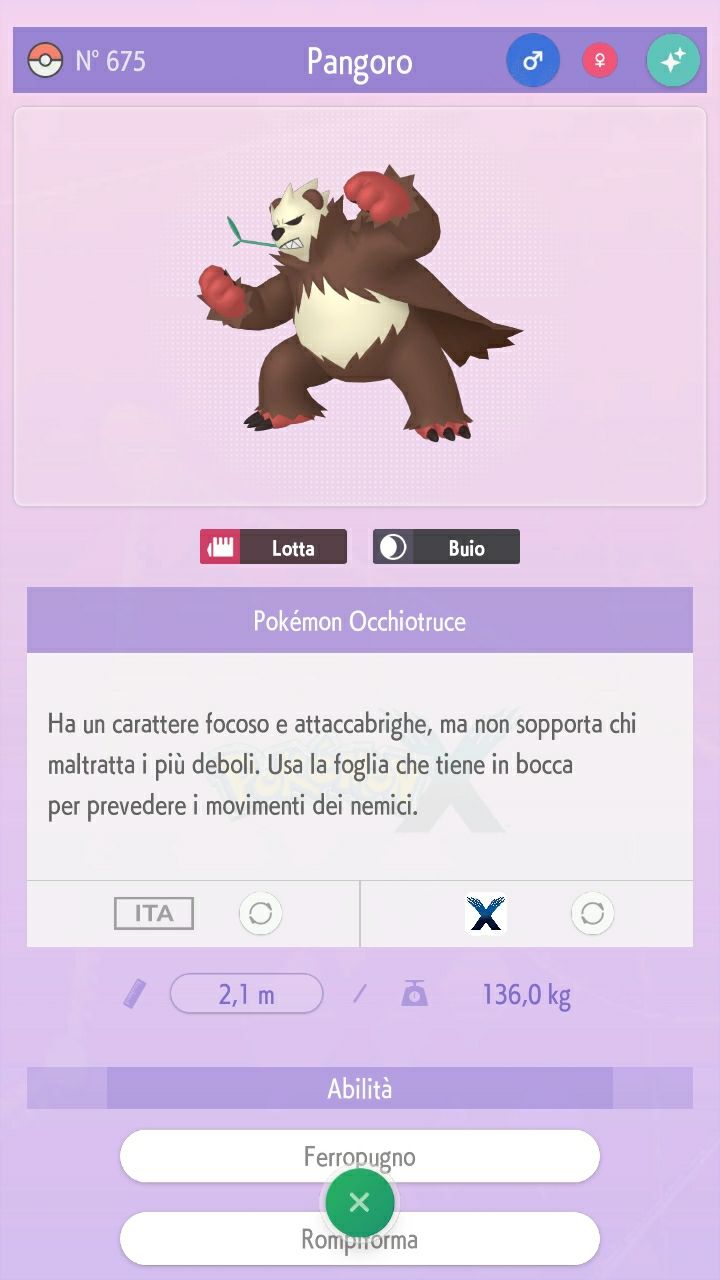 N° 675
Pangoro
Lotta
Buio
Pokémon Occhiotruce
Ha un carattere focoso e attaccabrighe, ma non sopporta chi
maltratta i più deboli. Usa la foglia che tiene in bocca
per prevedere i movimenti dei nemici.
ITA
2,1 m
136,0 kg
Abilità
Ferropugno
Rompiforma